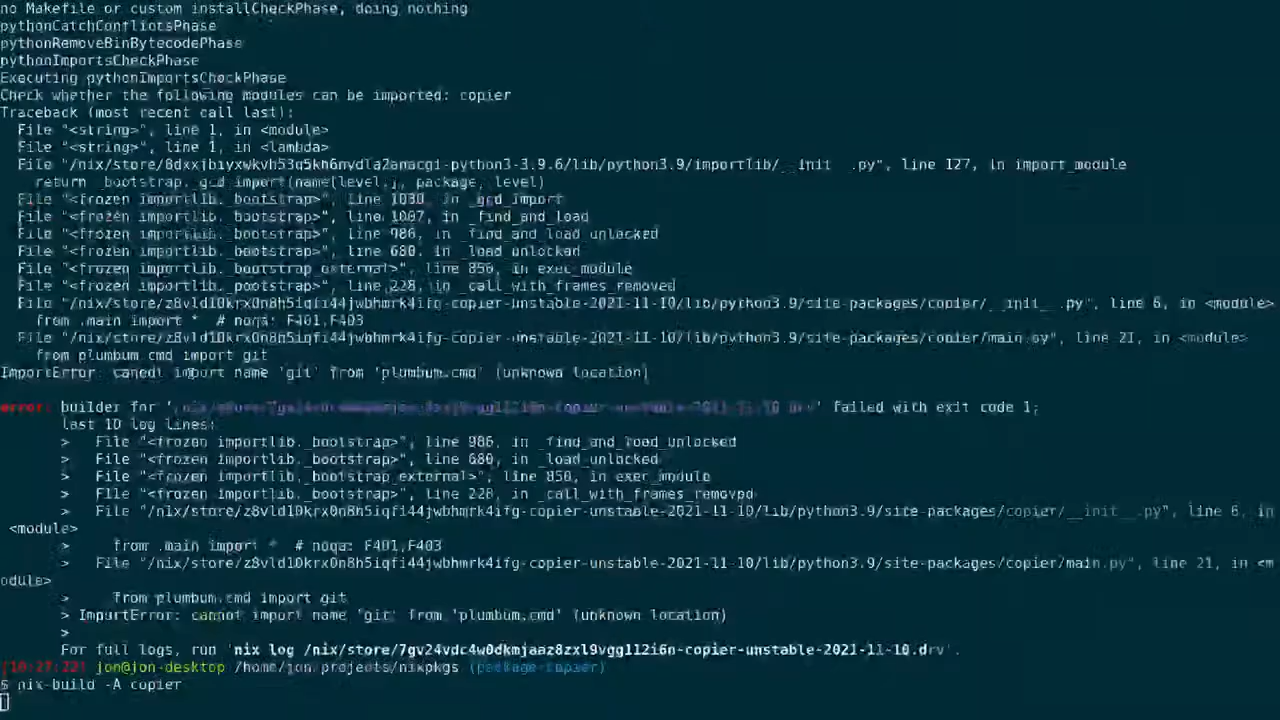 no Makefile or custom installCheckPhase, doing nothing
pythonCatchConflictsPhase
pythonRemoveBinBytecodePhase
pythonImportsCheckPhase
Executing pythonImportsCheckPhase
Check whether the following modules can be imported: copier
Traceback (most recent call last):
File "<string>", line 1, in <module>
File "<string>", line 1, in <lambda>
python3-3.9.6/lib/python3.9/importlib/__init__.py", line 127, in import_module
return _bootstrap._gcd_import(name[level:], package, level)
File "<frozen importlib._bootstrap>", line 1030, in _gcd_import
File "<frozen importlib._bootstrap>", line 1007, in _find_and_load
File "<frozen importlib._bootstrap>", line 986, in _find_and_load_unlocked
File "<frozen importlib._bootstrap>", line 680, in _load_unlocked
File "<frozen importlib._bootstrap_external>", line 850, in exec_module
File "<frozen importlib._bootstrap>", line 228, in _call_with_frames_removed
File "/nix/store/z8vld10krx0n8h5iqfi44jwbhmrk4ifg-copier-unstable-2021-11-10/lib/python3.9/site-packages/copier/__init__.py", line 6, in <module>
from .main import * # noqa: F401,F403
File "/nix/store/z8vld10krx0n8h5iqfi44jwbhmrk4ifg-copier-unstable-2021-11-10/lib/python3.9/site-packages/copier/main.py", line 21, in <module>
from plumbum.cmd import git
ImportError: cannot import name 'git' from 'plumbum.cmd' (unknown location)
error: builder for failed with exit code 1;
last 10 log lines:
> File "<frozen importlib._bootstrap>", line 986, in _find_and_load_unlocked
> File "<frozen importlib._bootstrap>", line 680, in _load_unlocked
> File "<frozen importlib._bootstrap_external>", line 850, in exec_module
> File "<frozen importlib._bootstrap>", line 228, in _call_with_frames_removed
> File "/nix/store/z8vld10krx0n8h5iqfi44jwbhmrk4ifg-copier-unstable-2021-11-10/lib/python3.9/site-packages/copier/__init__.py", line 6, in
<module>
> from .main import * # noqa: F401,F403
> File "/nix/store/z8vld10krx0n8h5iqfi44jwbhmrk4ifg-copier-unstable-2021-11-10/lib/python3.9/site-packages/copier/main.py", line 21, in <m
odule>
> from plumbum.cmd import git
> ImportError: cannot import name 'git' from 'plumbum.cmd' (unknown location)
>
For full logs, run 'nix log /nix/store/7gv24vdc4w0dkmjaaz8zxl9vgg112i6n-copier-unstable-2021-11-10.drv'.
[10:27:22] jon@jon-desktop /home/jon/projects/nixpkgs (package-copier)
$ nix-build -A copier